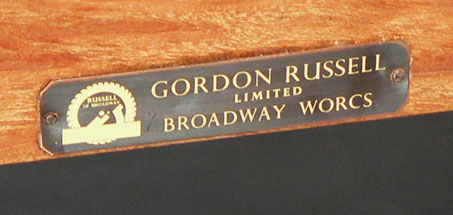 RUSSELL
OF BROADWAY
GORDON RUSSELL
LIMITED
BROADWAY WORCS